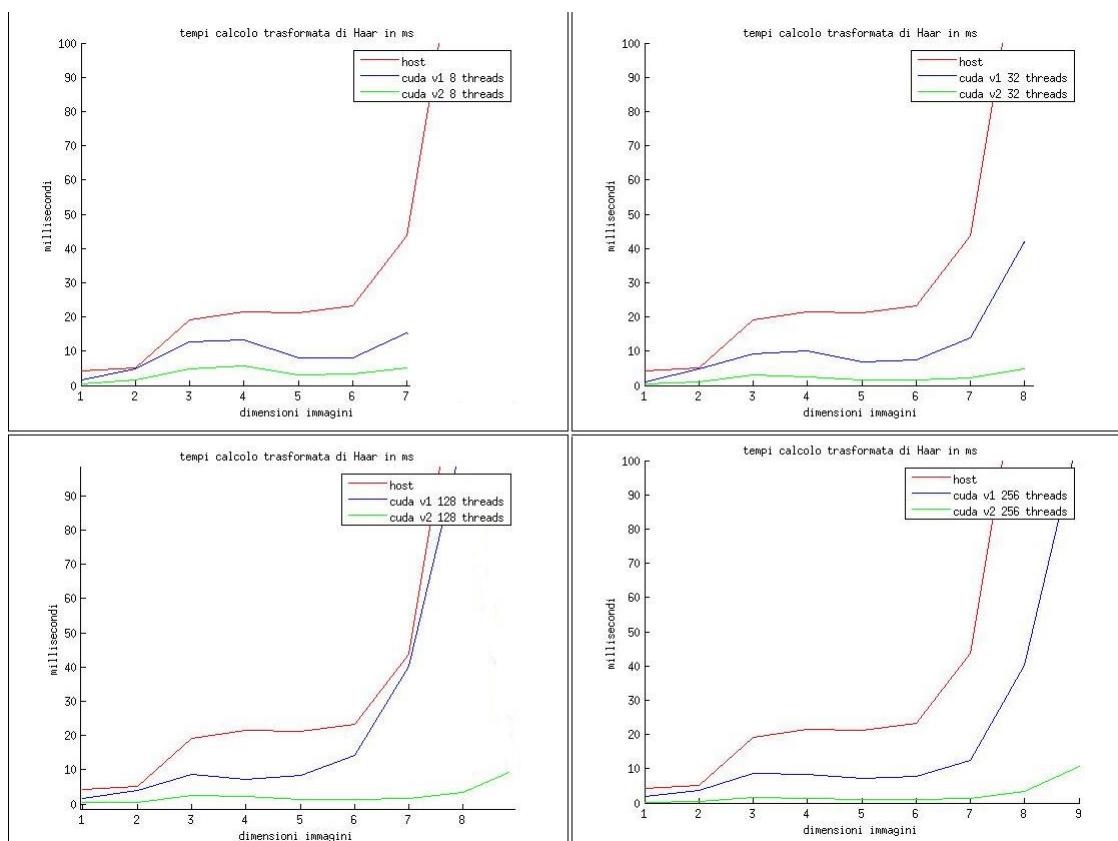 tempi calcolo trasformata di Haar in ms
100
90
80
70
60
50
40
30
20
10
0
millisecondi
host
cuda v1 8 threads
cuda v2 8 threads
1 2 3 4 5 6 7
dimensioni immagini
tempi calcolo trasformata di Haar in ms
100
90
80
70
60
50
40
30
20
10
0
millisecondi
host
cuda v1 32 threads
cuda v2 32 threads
1 2 3 4 5 6 7 8
dimensioni immagini
tempi calcolo trasformata di Haar in ms
90
80
70
60
50
40
30
20
10
0
millisecondi
host
cuda v1 128 threads
cuda v2 128 threads
1 2 3 4 5 6 7 8
dimensioni immagini
tempi calcolo trasformata di Haar in ms
100
90
80
70
60
50
40
30
20
10
0
millisecondi
host
cuda v1 256 threads
cuda v2 256 threads
1 2 3 4 5 6 7 8 9
dimensioni immagini